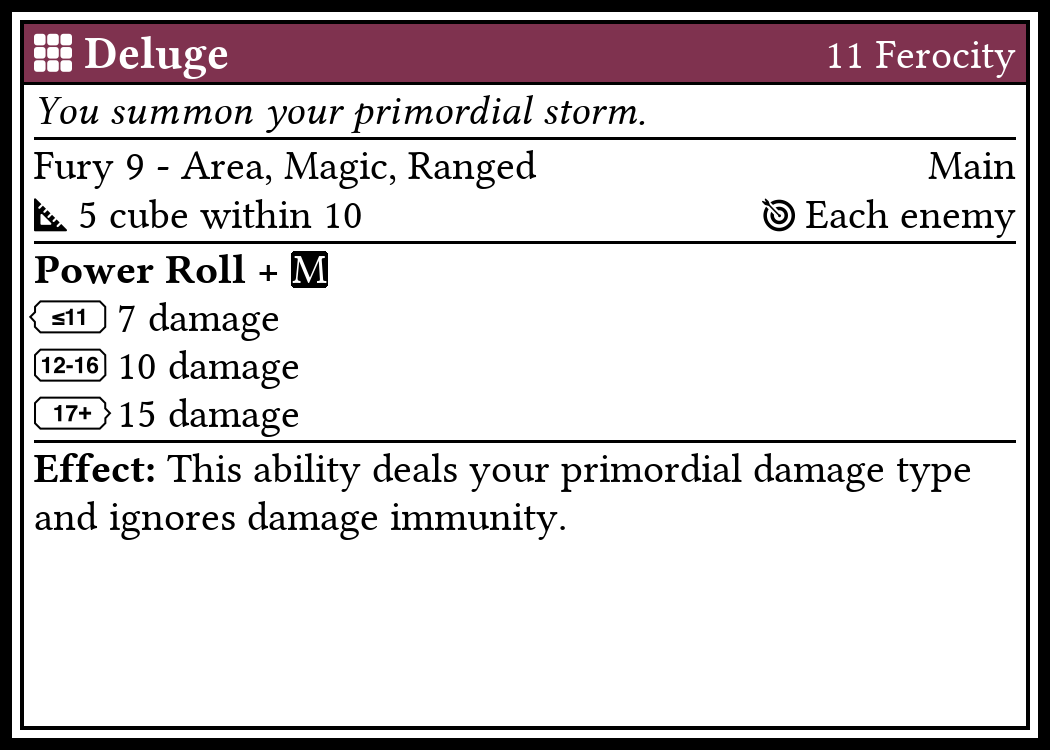 Deluge 11 Ferocity
You summon your primordial storm.
Fury 9 - Area, Magic, Ranged Main
5 cube within 10 Each enemy
Power Roll + M
≤11 7 damage
12-16 10 damage
17+ 15 damage
Effect: This ability deals your primordial damage type
and ignores damage immunity.